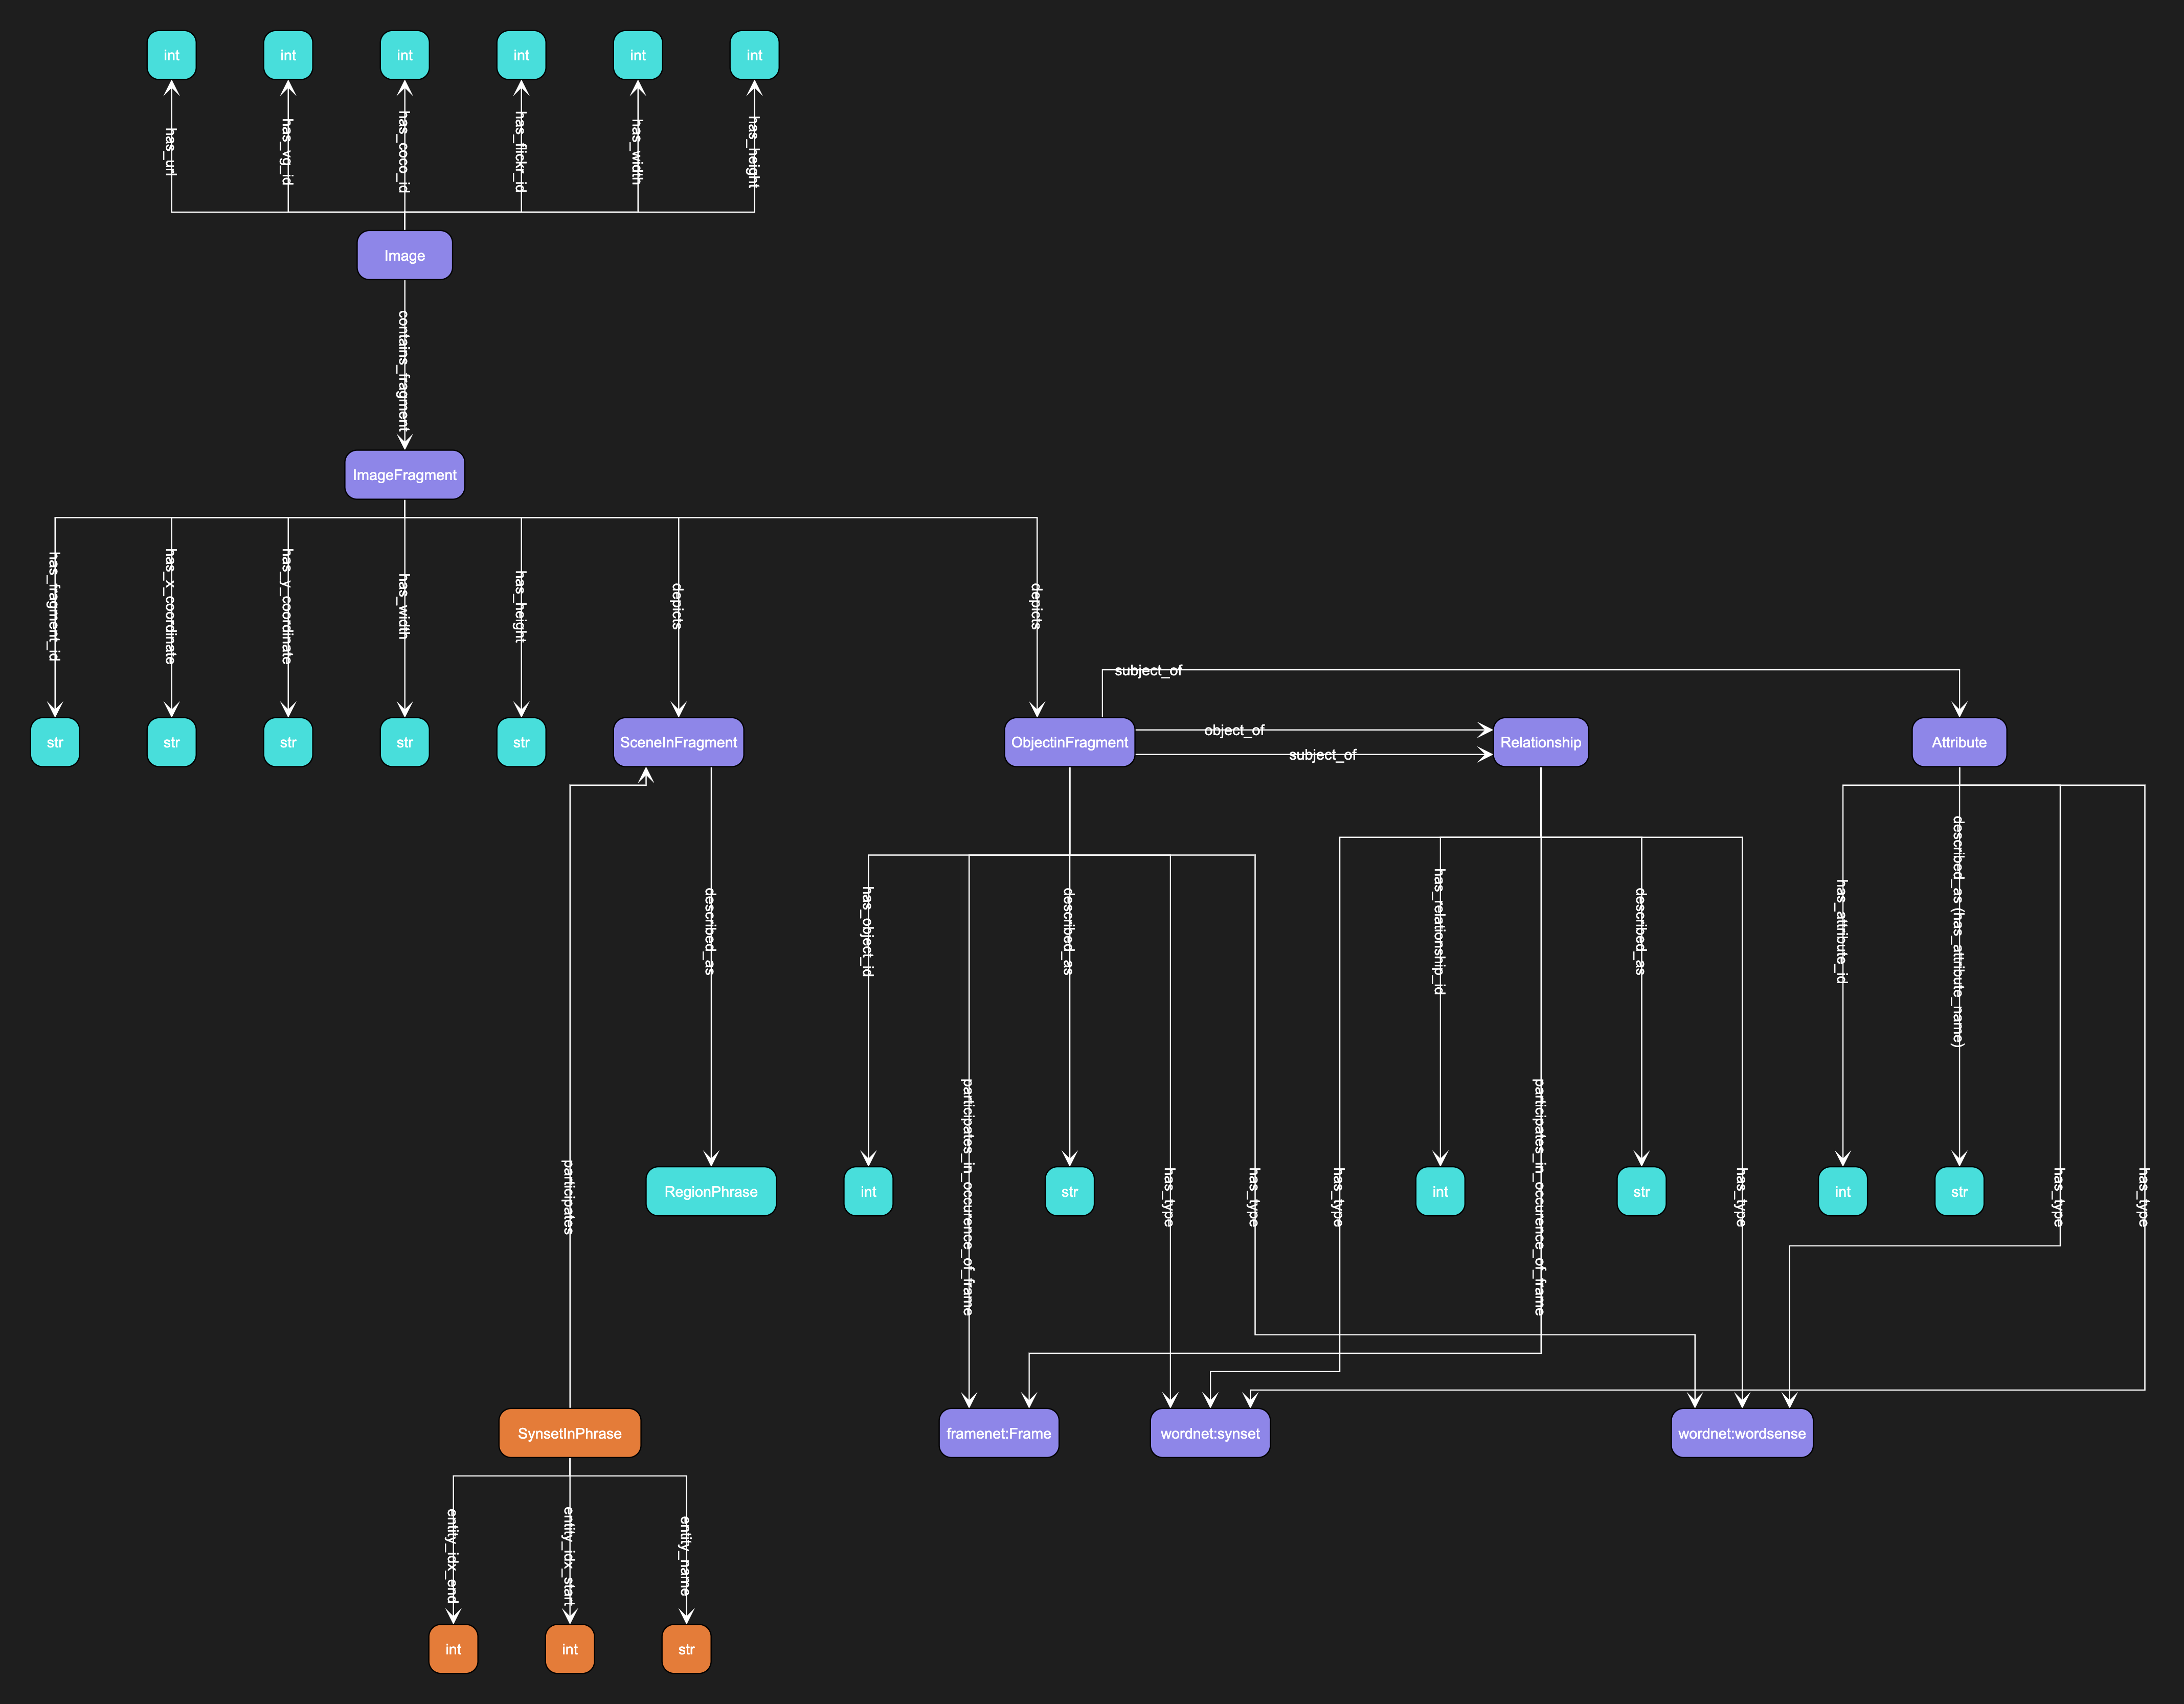 int
int
int
int
int
int
has_url
has_vg_id
has_coco_id
has_flickr_id
has_width
has_height
Image
contains_fragment
ImageFragment
has_fragment_id
has_x_coordinate
has_y_coordinate
has_width
has_height
depicts
depicts
subject_of
str
str
str
str
str
SceneInFragment
ObjectinFragment
object_of
subject_of
Relationship
Attribute
described_as
has_object_id
described_as
has_relationship_id
described_as
has_attribute_id
described_as (has_attribute_name)
participates
RegionPhrase
int
participates_in_occurence_of_frame
str
has_type
has_type
has_type
int
participates_in_occurence_of_frame
str
has_type
int
str
has_type
has_type
SynsetInPhrase
framenet:Frame
wordnet:synset
wordnet:wordsense
entity_idx_end
entity_idx_start
entity_name
int
int
str